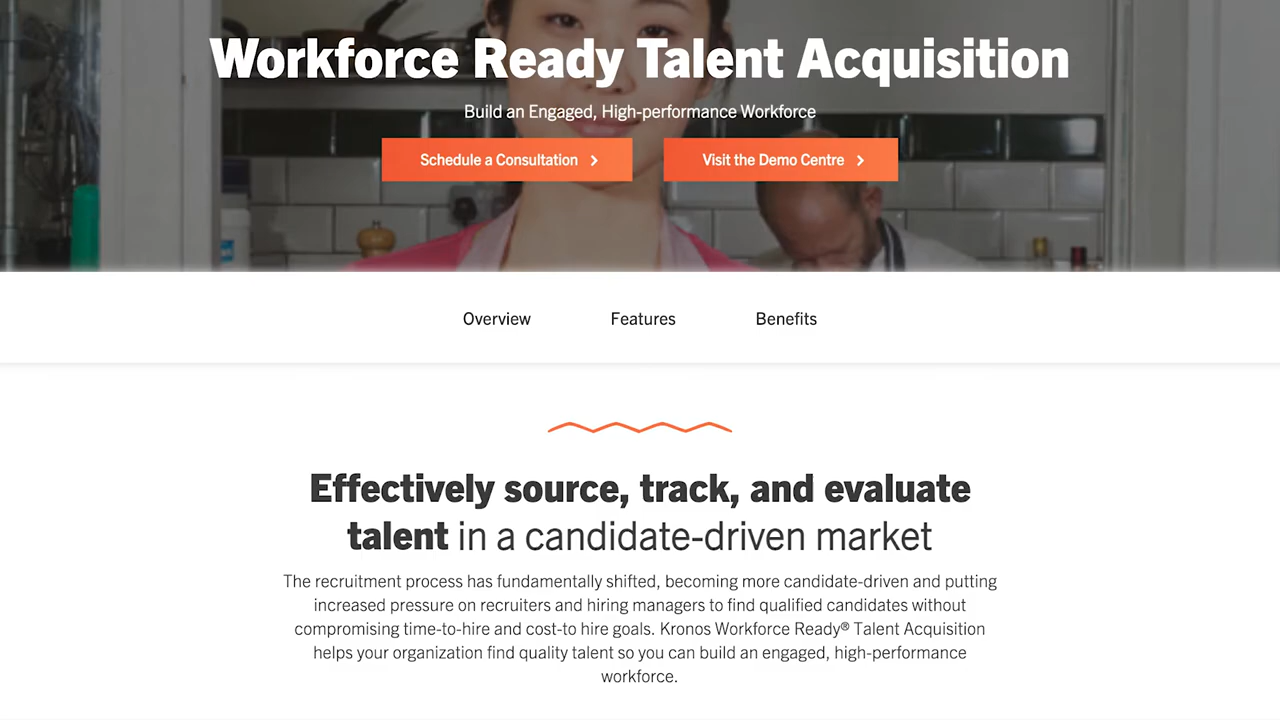 Workforce Ready Talent Acquisition
Build an Engaged, High-performance Workforce
Schedule a Consultation
Visit the Demo Centre
Overview
Features
Benefits
Effectively source, track, and evaluate
talent in a candidate-driven market
The recruitment process has fundamentally shifted, becoming more candidate-driven and putting
increased pressure on recruiters and hiring managers to find qualified candidates without
compromising time-to-hire and cost-to hire goals. Kronos Workforce Ready® Talent Acquisition
helps your organization find quality talent so you can build an engaged, high-performance
workforce.